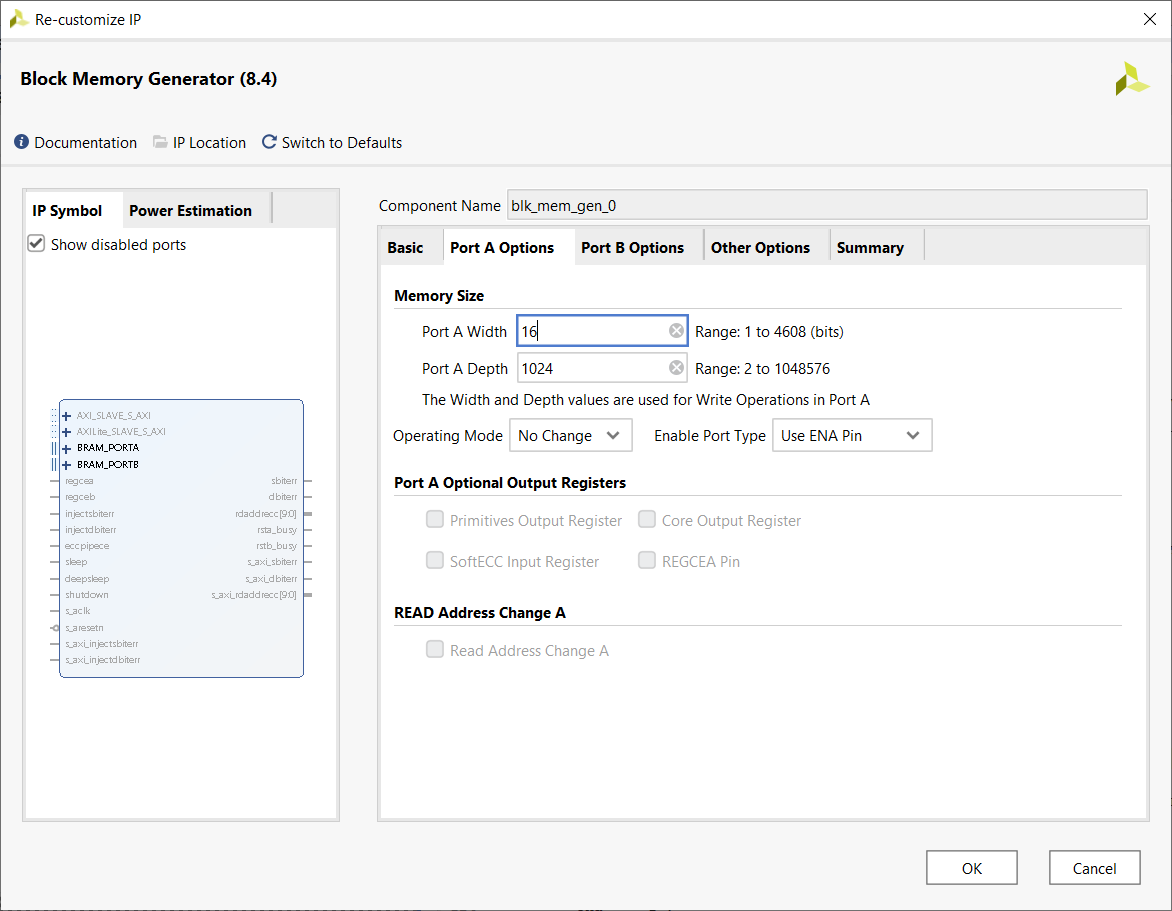 Re-customize IP
Block Memory Generator (8.4)
Documentation IP Location Switch to Defaults
IP Symbol Power Estimation
Show disabled ports
AXI_SLAVE_S_AXI
AXILite_SLAVE_S_AXI
BRAM_PORTA
BRAM_PORTB
regcea sbiterr
regceb dbiterr
injectsbiterr rdaddrecc[9:0]
injectdbiterr rsta_busy
eccpipece rstb_busy
sleep s_axi_sbiterr
deepsleep s_axi_dbiterr
shutdown s_axi_rdaddrecc[9:0]
s_aclk
s_aresetn
s_axi_injectsbiterr
s_axi_injectdbiterr
Component Name blk_mem_gen_0
Basic Port A Options Port B Options Other Options Summary
Memory Size
Port A Width 16 Range: 1 to 4608 (bits)
Port A Depth 1024 Range: 2 to 1048576
The Width and Depth values are used for Write Operations in Port A
Operating Mode No Change Enable Port Type Use ENA Pin
Port A Optional Output Registers
Primitives Output Register Core Output Register
SoftECC Input Register REGCEA Pin
READ Address Change A
Read Address Change A
OK Cancel